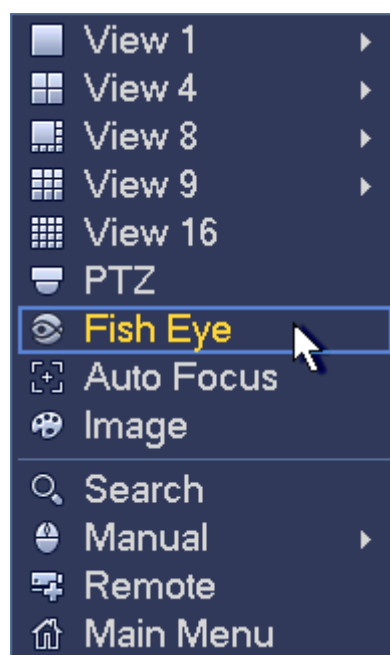 View 1
View 4
View 8
View 9
View 16
PTZ
Fish Eye
Auto Focus
Image
Search
Manual
Remote
Main Menu